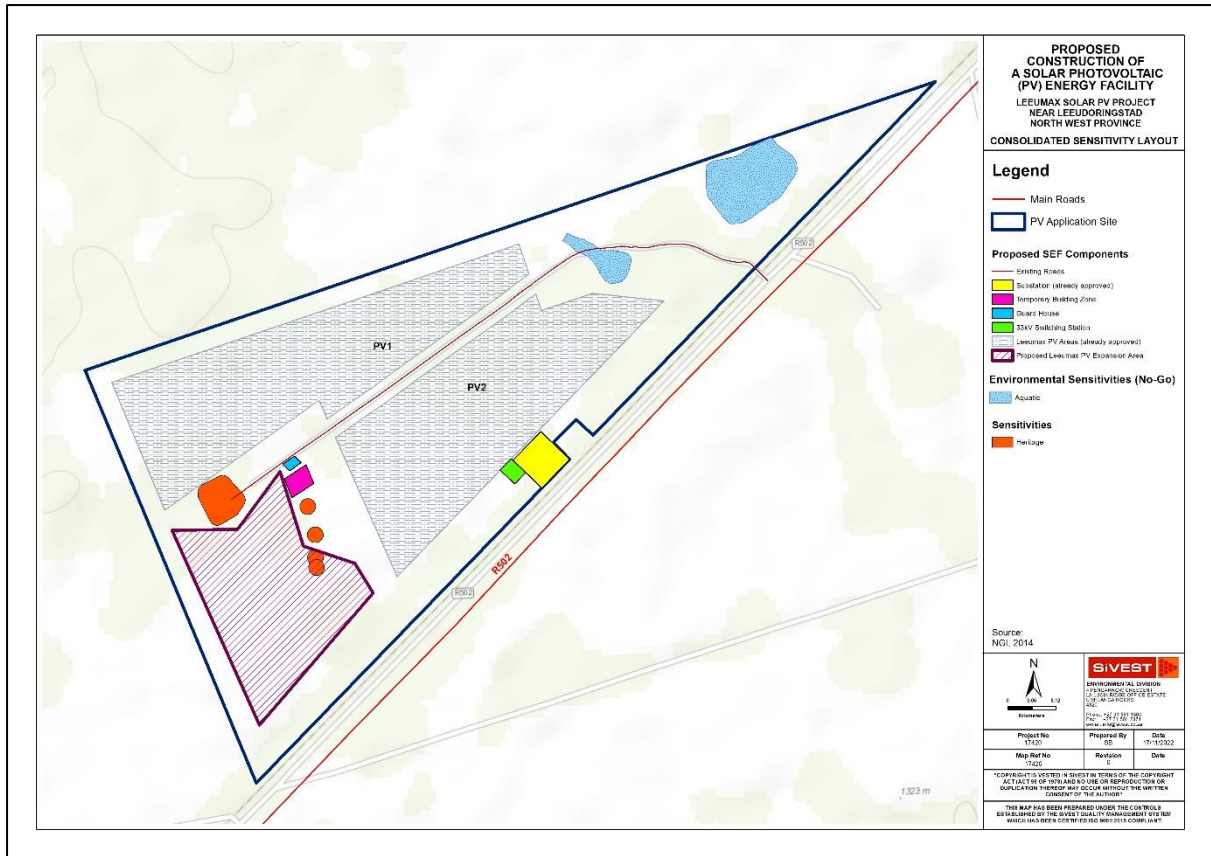 PROPOSED
CONSTRUCTION OF
A SOLAR PHOTOVOLTAIC
(PV) ENERGY FACILITY
LEEUMAX SOLAR PV PROJECT
NEAR LEEUDORINGSTAD
NORTH WEST PROVINCE
CONSOLIDATED SENSITIVITY LAYOUT
Legend
Main Roads
PV Application Site
Proposed SEF Components
Existing Roads
Substation (already approved)
Temporary Building Zone
Guard House
33kV Switching Station
Leeumax PV Areas (already approved)
Proposed Leeumax PV Expansion Area
Environmental Sensitivities (No-Go)
Aquatic
Sensitivities
Heritage
R502
PV1
PV2
R502
R502
1323 m
Source:
NGI, 2014
N
0 0.06 0.12
Kilometers
SiVEST
ENVIRONMENTAL DIVISION
Project No
17420
Prepared By
SB
Date
17/11/2022
Map Ref No
Revision
0
Date
"COPYRIGHT IS VESTED IN SIVEST IN TERMS OF THE COPYRIGHT
ACT (ACT 98 OF 1978) AND NO USE OR REPRODUCTION OR
DUPLICATION THEREOF MAY OCCUR WITHOUT THE WRITTEN
CONSENT OF THE AUTHOR"
THIS MAP HAS BEEN PREPARED UNDER THE CONTROLS
ESTABLISHED BY THE SIVEST QUALITY MANAGEMENT SYSTEM
WHICH HAS BEEN CERTIFIED ISO 9001:2015 COMPLIANT